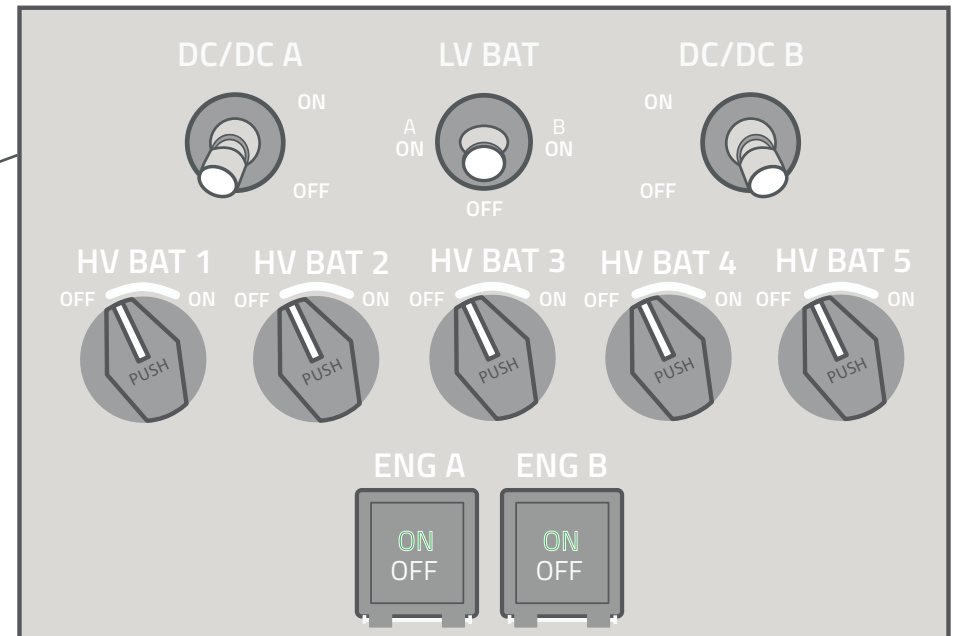 DC/DC A LV BAT DC/DC B
ON ON
A B
ON ON
OFF OFF
OFF
HV BAT 1 HV BAT 2 HV BAT 3 HV BAT 4 HV BAT 5
OFF ON OFF ON OFF ON OFF ON OFF ON
PUSH PUSH PUSH PUSH PUSH
ENG A ENG B
ON ON
OFF OFF